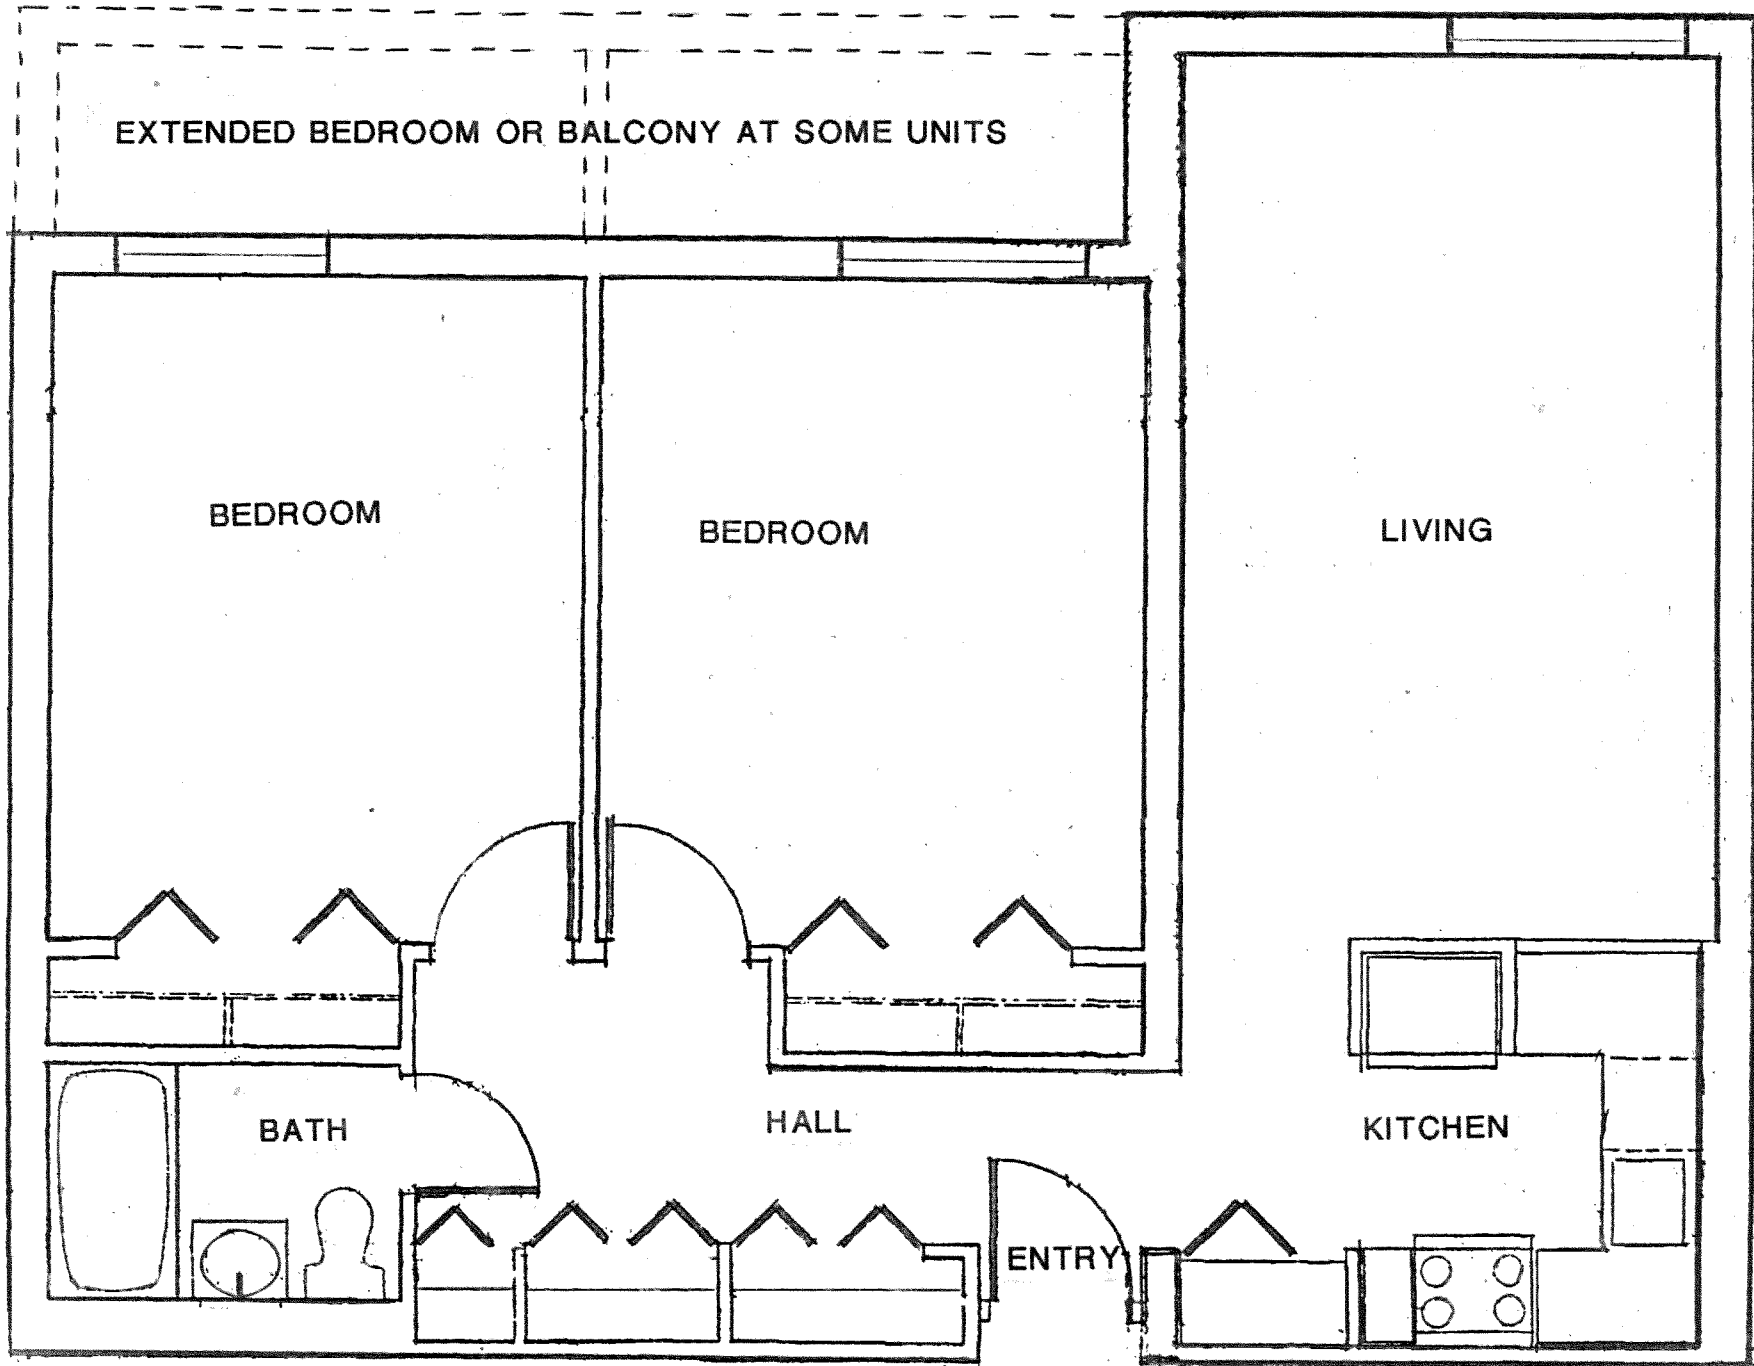 EXTENDED BEDROOM OR BALCONY AT SOME UNITS
BEDROOM
BEDROOM
LIVING
BATH
HALL
KITCHEN
ENTRY